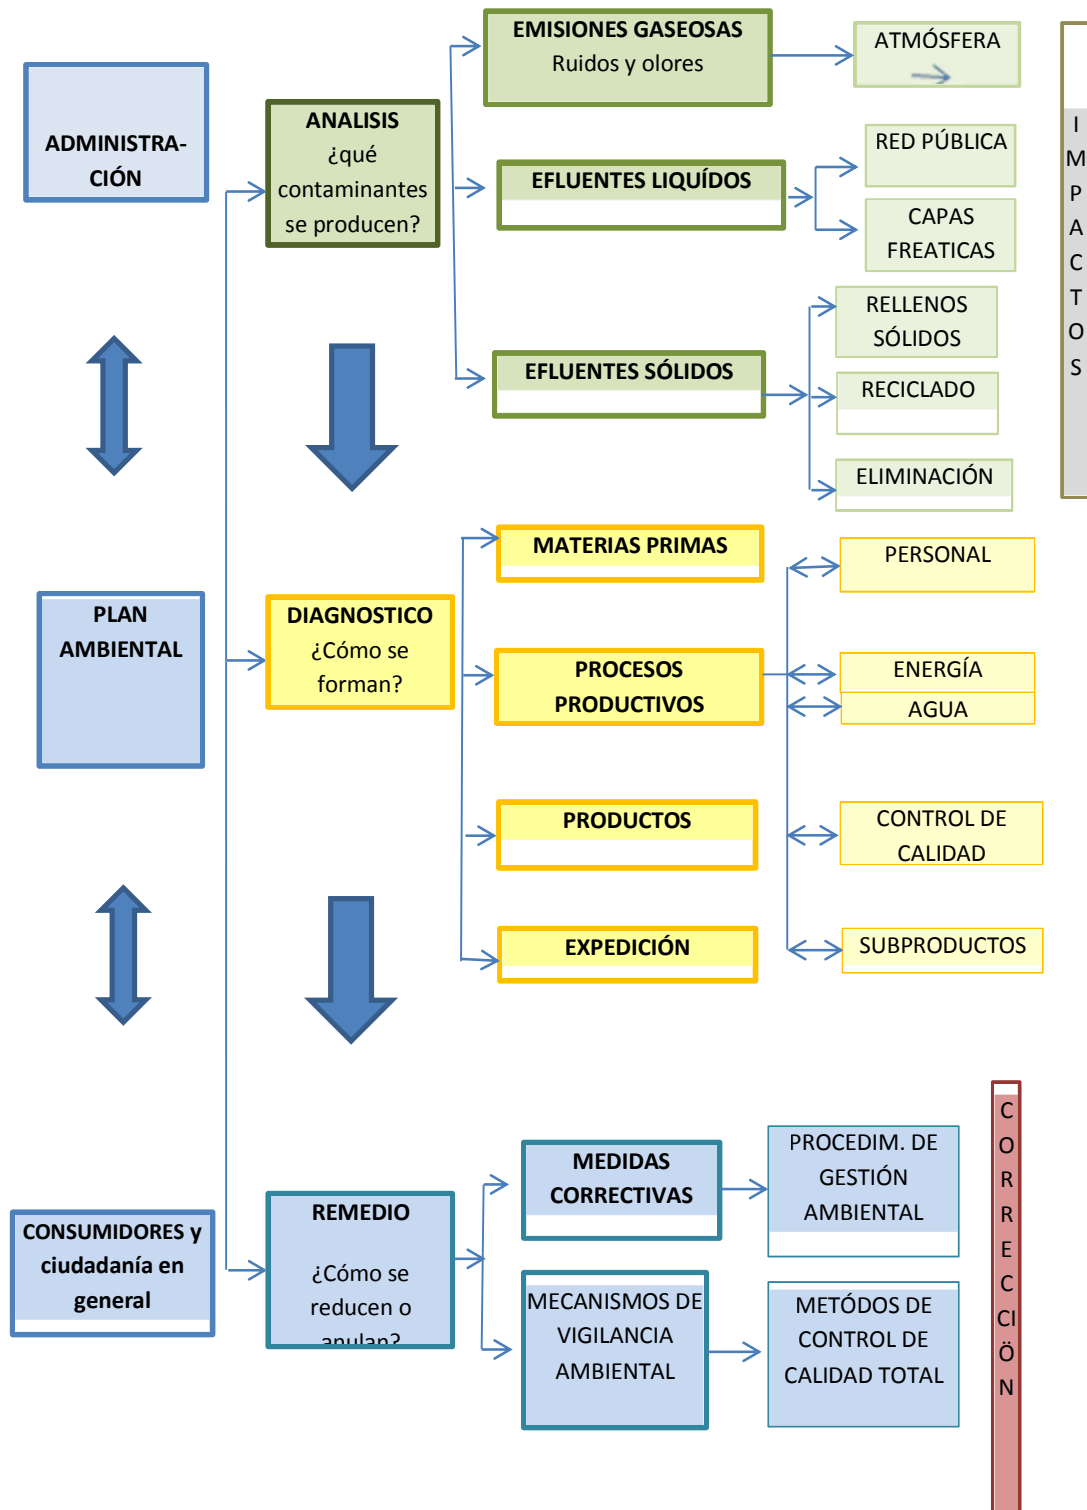 ADMINISTRA-
CIÓN
ANALISIS
¿qué
contaminantes
se producen?
EMISIONES GASEOSAS
Ruidos y olores
ATMÓSFERA
EFLUENTES LIQUÍDOS
RED PÚBLICA
CAPAS
FREATICAS
EFLUENTES SÓLIDOS
RELLENOS
SÓLIDOS
RECICLADO
ELIMINACIÓN
I
M
P
A
C
T
O
S
PLAN
AMBIENTAL
DIAGNOSTICO
¿Cómo se
forman?
MATERIAS PRIMAS
PROCESOS
PRODUCTIVOS
PRODUCTOS
EXPEDICIÓN
PERSONAL
ENERGÍA
AGUA
CONTROL DE
CALIDAD
SUBPRODUCTOS
CONSUMIDORES y
ciudadanía en
general
REMEDIO
¿Cómo se
reducen o
anulan?
MEDIDAS
CORRECTIVAS
PROCEDIM. DE
GESTIÓN
AMBIENTAL
MECANISMOS DE
VIGILANCIA
AMBIENTAL
METÓDOS DE
CONTROL DE
CALIDAD TOTAL
C
O
R
R
E
C
CI
Ö
N